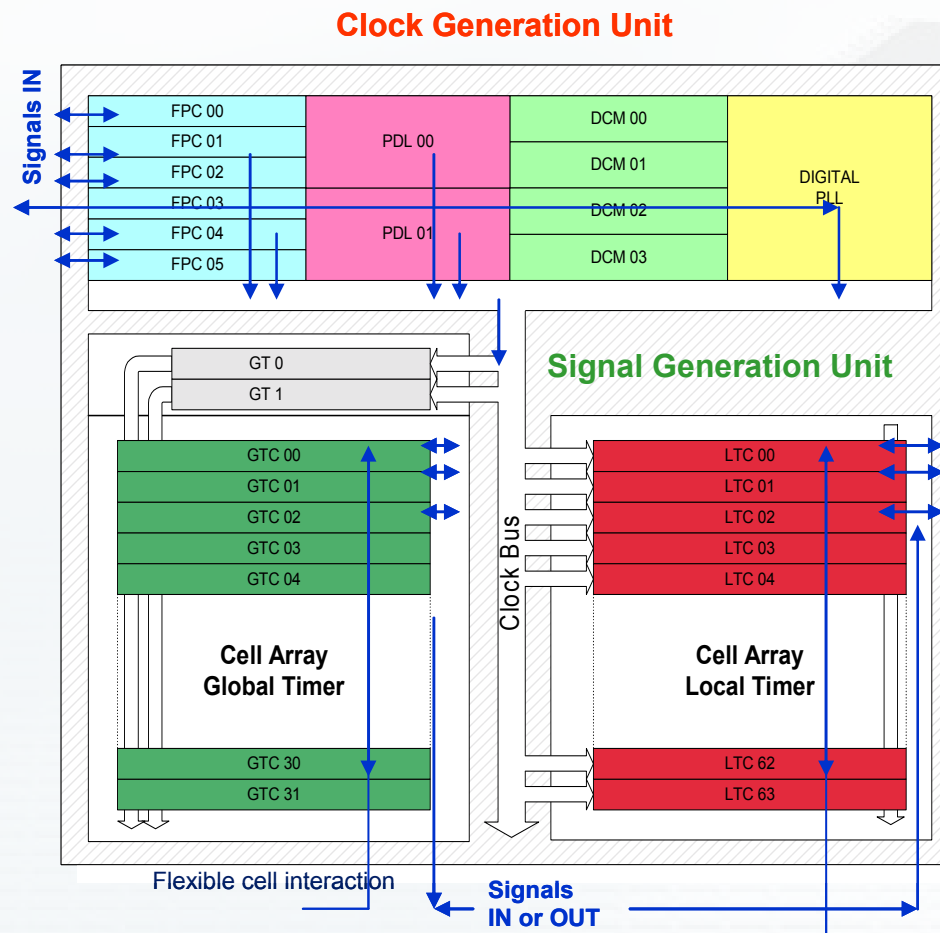 Clock Generation Unit
Signals IN
FPC 00
FPC 01
FPC 02
FPC 03
FPC 04
FPC 05
PDL 00
PDL 01
DCM 00
DCM 01
DCM 02
DCM 03
DIGITAL
PLL
GT 0
GT 1
Signal Generation Unit
GTC 00
GTC 01
GTC 02
GTC 03
GTC 04
Cell Array
Global Timer
GTC 30
GTC 31
Clock Bus
LTC 00
LTC 01
LTC 02
LTC 03
LTC 04
Cell Array
Local Timer
LTC 62
LTC 63
Flexible cell interaction
Signals
IN or OUT